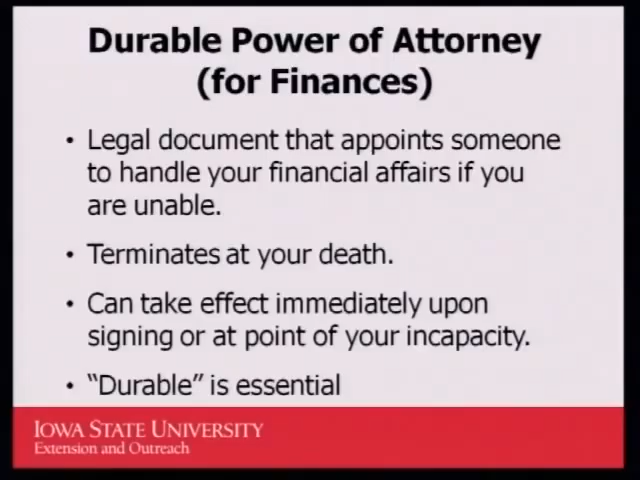 Durable Power of Attorney
(for Finances)
• Legal document that appoints someone
to handle your financial affairs if you
are unable.
• Terminates at your death.
• Can take effect immediately upon
signing or at point of your incapacity.
• “Durable” is essential
IOWA STATE UNIVERSITY
Extension and Outreach